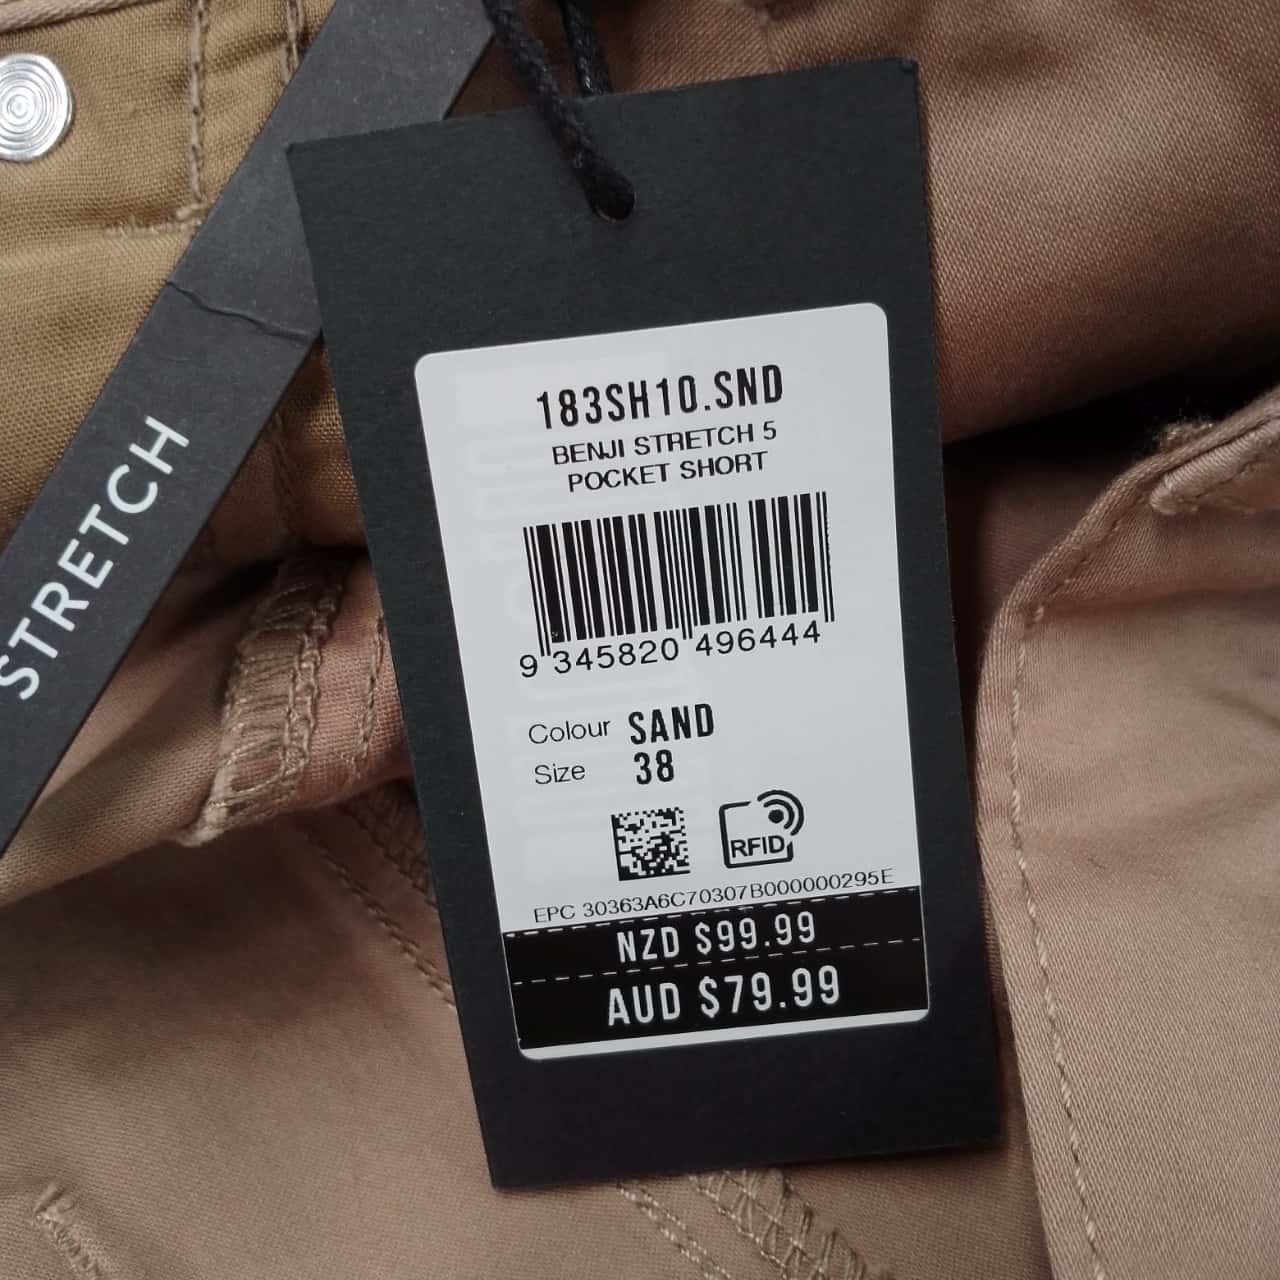 STRETCH
183SH10.SND
BENJI STRETCH 5
POCKET SHORT
9 345820 496444
Colour SAND
Size 38
RFID
EPC 30363A6C70307B000000295E
NZD $99.99
AUD $79.99